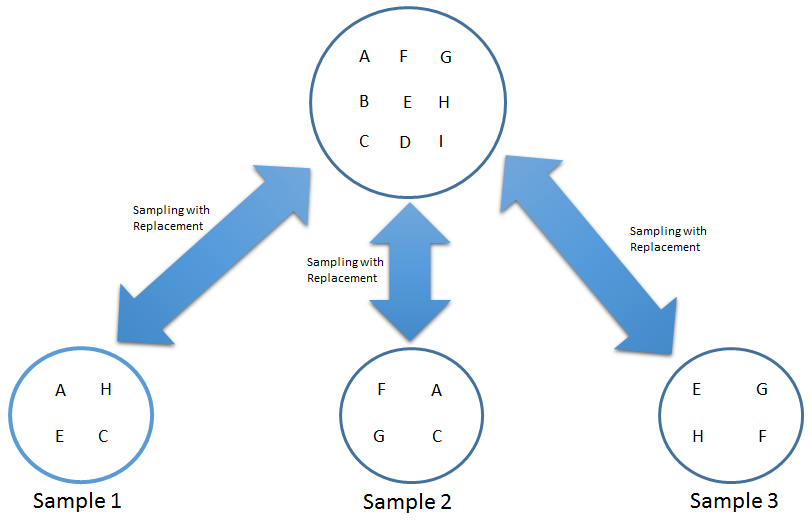 A F G
B E H
C D I
Sampling with
Replacement
Sampling with
Replacement
Sampling with
Replacement
A H
E C
Sample 1
F A
G C
Sample 2
E G
H F
Sample 3